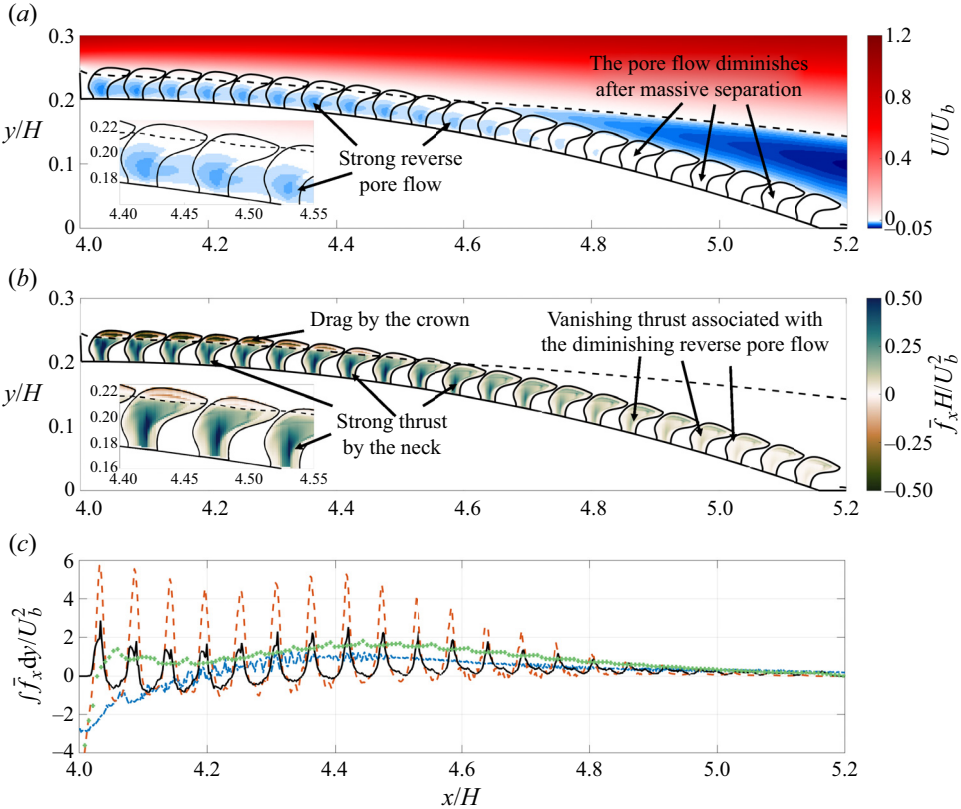 (a)
0.3
0.2
y/H
0.1
0
0.22
0.20
0.18
4.40 4.45 4.50 4.55
The pore flow diminishes
after massive separation
Strong reverse
pore flow
4.0 4.2 4.4 4.6 4.8 5.0 5.2
1.2
0.8
0.4
0
–0.05
U/U_b
(b)
0.3
0.2
y/H
0.1
0
0.22
0.20
0.18
0.16
4.40 4.45 4.50 4.55
Drag by the crown
Strong thrust
by the neck
Vanishing thrust associated with
the diminishing reverse pore flow
4.0 4.2 4.4 4.6 4.8 5.0 5.2
0.50
0.25
0
–0.25
–0.50
f̄_xH/U_b^2
(c)
6
4
2
0
–2
–4
∫f̄_xdy/U_b^2
4.0 4.2 4.4 4.6 4.8 5.0 5.2
x/H